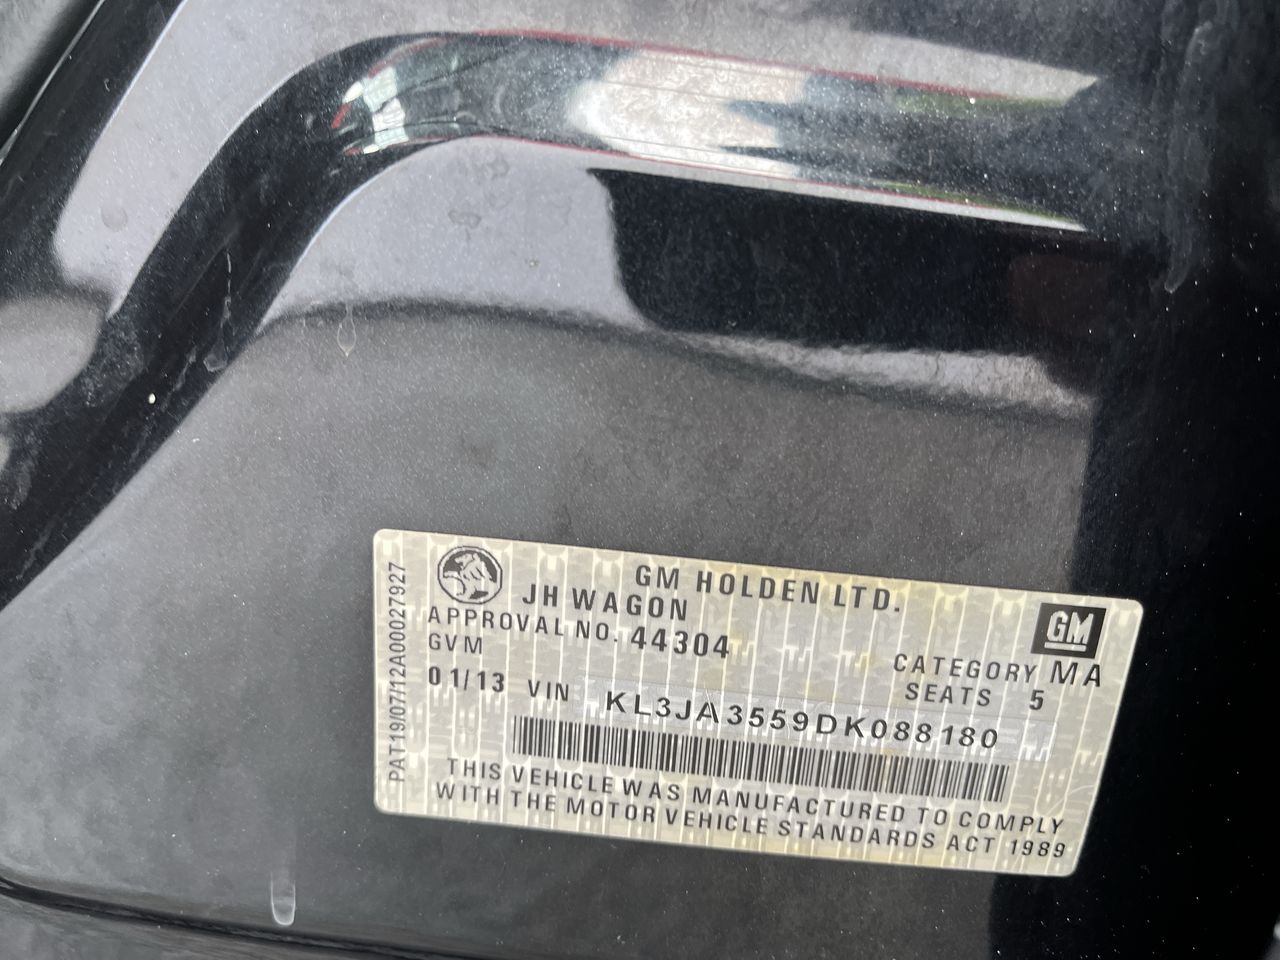 GM HOLDEN LTD.
JH WAGON
APPROVAL NO. 44304
GVM
GM
CATEGORY MA
SEATS 5
01/13 VIN KL3JA3559DK088180
THIS VEHICLE WAS MANUFACTURED TO COMPLY
WITH THE MOTOR VEHICLE STANDARDS ACT 1989
PAT19/07/12A00027927